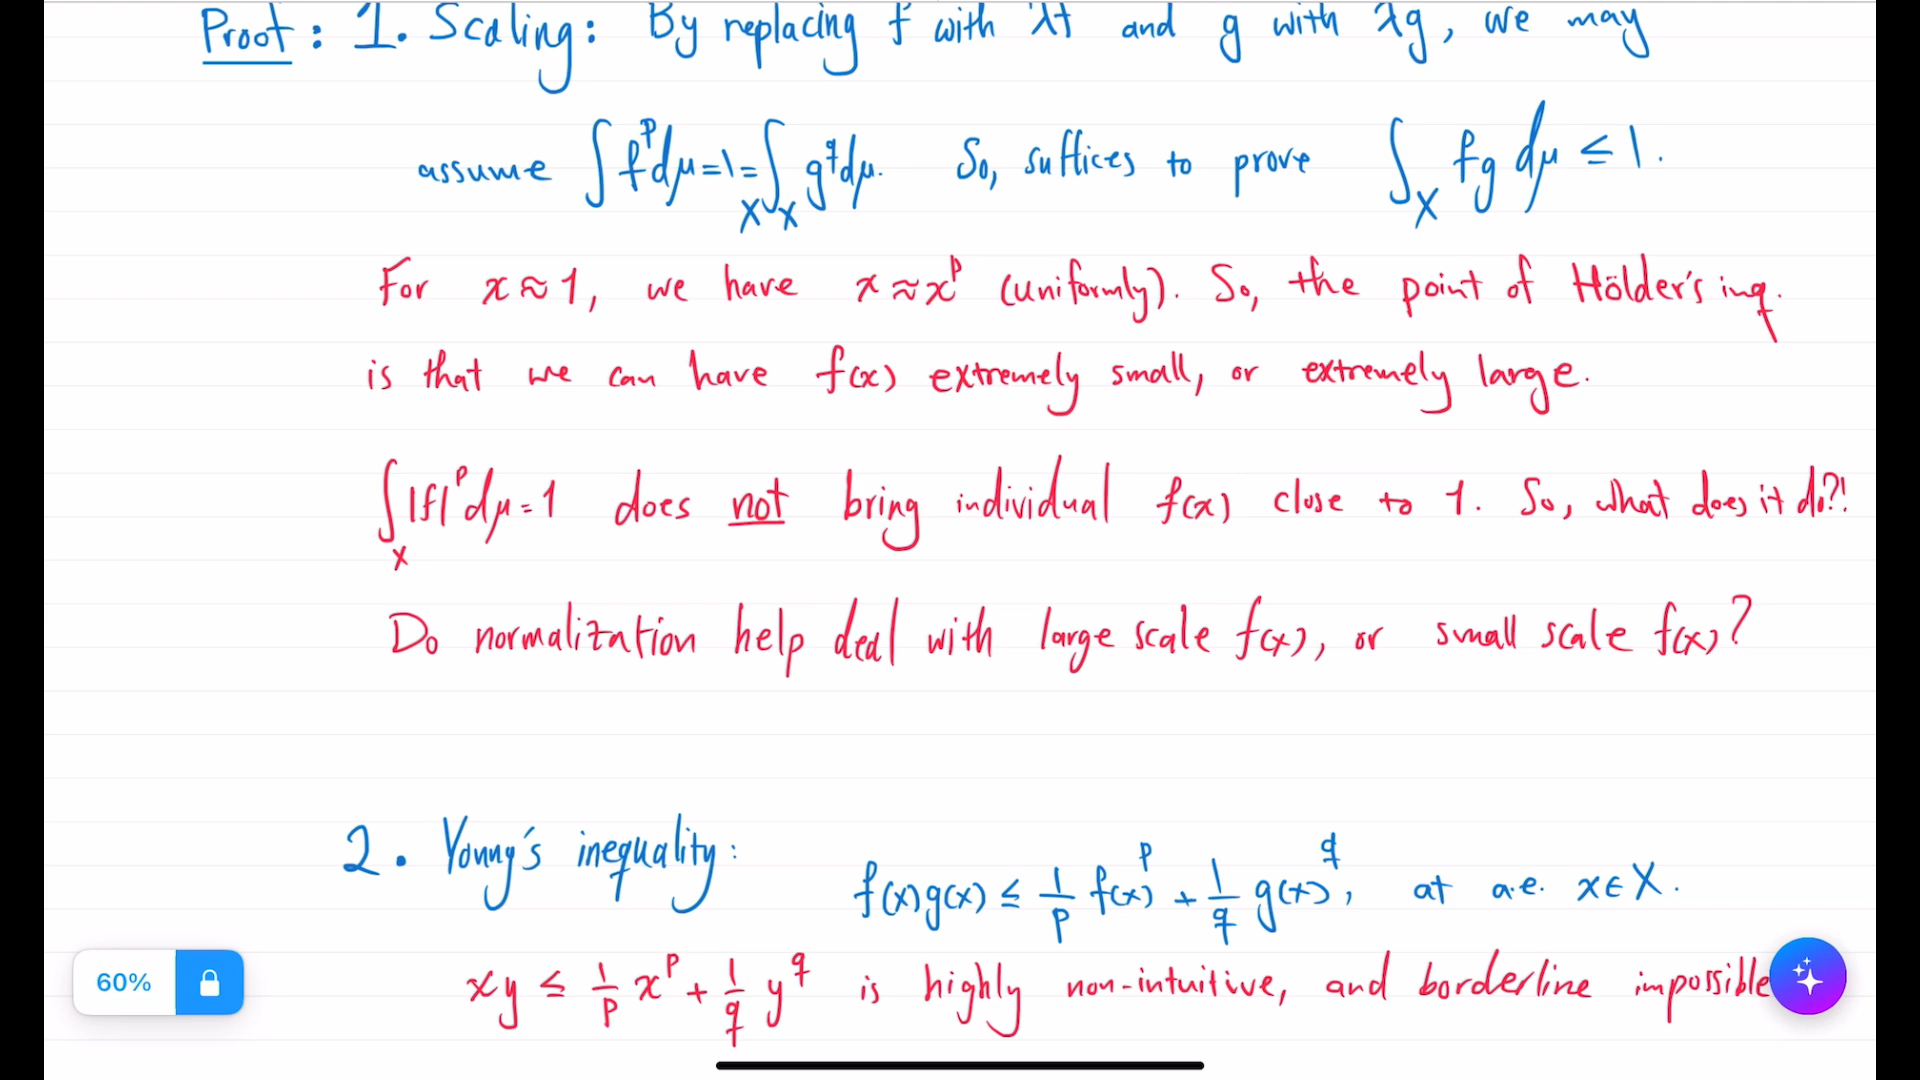 Proof: 1. Scaling: By replacing f with λf and g with λg, we may
assume ∫_X f^p dμ = 1 = ∫_X g^q dμ. So, suffices to prove ∫_X fg dμ ≤ 1.
For x ≈ 1, we have x ≈ x^p (uniformly). So, the point of Hölder's inq.
is that we can have f(x) extremely small, or extremely large.
∫_X |f|^p dμ = 1 does not bring individual f(x) close to 1. So, what does it do?!
Do normalization help deal with large scale f(x), or small scale f(x)?
2. Young's inequality: f(x)g(x) ≤ 1/p f(x)^p + 1/q g(x)^q, at a.e. x∈X.
xy ≤ 1/p x^p + 1/q y^q is highly non-intuitive, and borderline impossible
60%